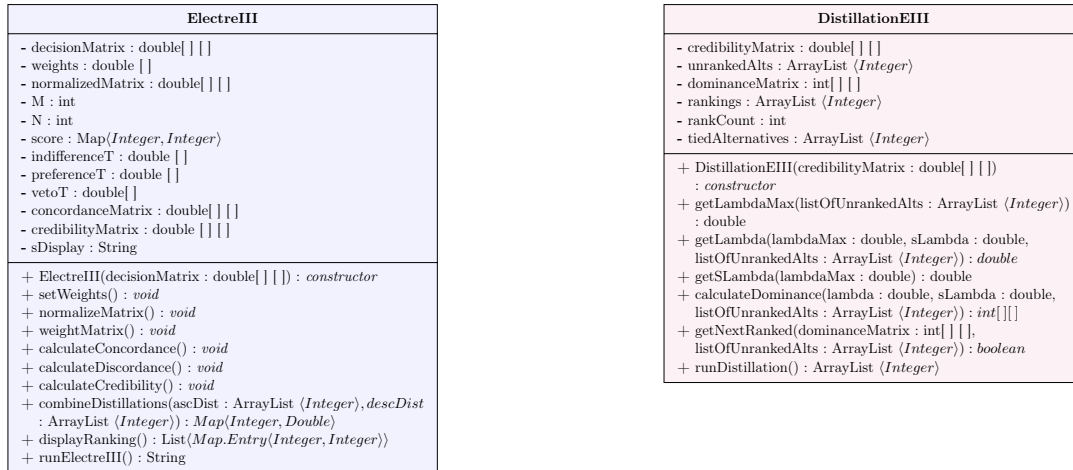 ElectreIII
- decisionMatrix : double[ ] [ ]
- weights : double [ ]
- normalizedMatrix : double[ ] [ ]
- M : int
- N : int
- score : Map⟨Integer, Integer⟩
- indifferenceT : double [ ]
- preferenceT : double [ ]
- vetoT : double[ ]
- concordanceMatrix : double[ ] [ ]
- credibilityMatrix : double [ ] [ ]
- sDisplay : String
+ ElectreIII(decisionMatrix : double[ ] [ ]) : constructor
+ setWeights() : void
+ normalizeMatrix() : void
+ weightMatrix() : void
+ calculateConcordance() : void
+ calculateDiscordance() : void
+ calculateCredibility() : void
+ combineDistillations(ascDist : ArrayList ⟨Integer⟩, descDist
: ArrayList ⟨Integer⟩) : Map⟨Integer, Double⟩
+ displayRanking() : List⟨Map.Entry⟨Integer, Integer⟩⟩
+ runElectreIII() : String
DistillationEIII
- credibilityMatrix : double[ ] [ ]
- unrankedAlts : ArrayList ⟨Integer⟩
- dominanceMatrix : int[ ] [ ]
- rankings : ArrayList ⟨Integer⟩
- rankCount : int
- tiedAlternatives : ArrayList ⟨Integer⟩
+ DistillationEIII(credibilityMatrix : double[ ] [ ])
: constructor
+ getLambdaMax(listOfUnrankedAlts : ArrayList ⟨Integer⟩)
: double
+ getLambda(lambdaMax : double, sLambda : double,
listOfUnrankedAlts : ArrayList ⟨Integer⟩) : double
+ getSLambda(lambdaMax : double) : double
+ calculateDominance(lambda : double, sLambda : double,
listOfUnrankedAlts : ArrayList ⟨Integer⟩) : int[ ][ ]
+ getNextRanked(dominanceMatrix : int[ ] [ ],
listOfUnrankedAlts : ArrayList ⟨Integer⟩) : boolean
+ runDistillation() : ArrayList ⟨Integer⟩